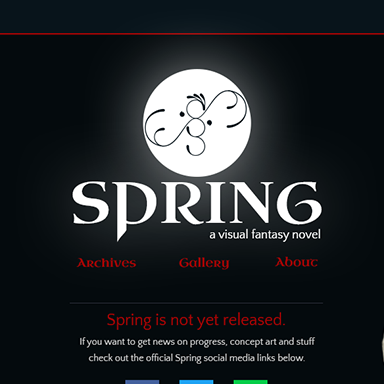 SPRING
a visual fantasy novel
Archives Gallery About
Spring is not yet released.
If you want to get news on progress, concept art and stuff
check out the official Spring social media links below.